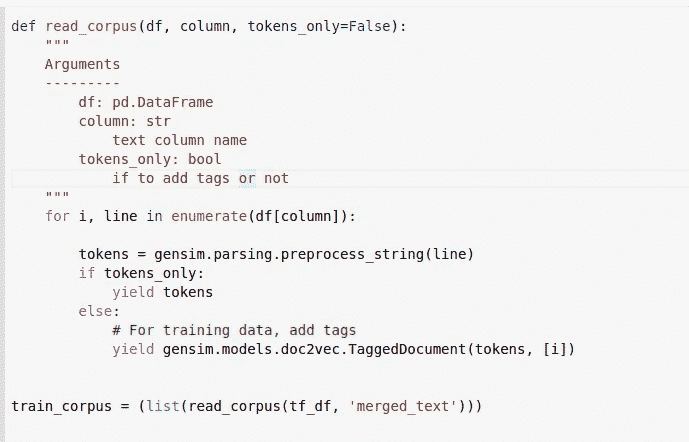 def read_corpus(df, column, tokens_only=False):
    """
    Arguments
    ---------
        df: pd.DataFrame
        column: str
            text column name
        tokens_only: bool
            if to add tags or not
    """
    for i, line in enumerate(df[column]):

        tokens = gensim.parsing.preprocess_string(line)
        if tokens_only:
            yield tokens
        else:
            # For training data, add tags
            yield gensim.models.doc2vec.TaggedDocument(tokens, [i])


train_corpus = (list(read_corpus(tf_df, 'merged_text')))